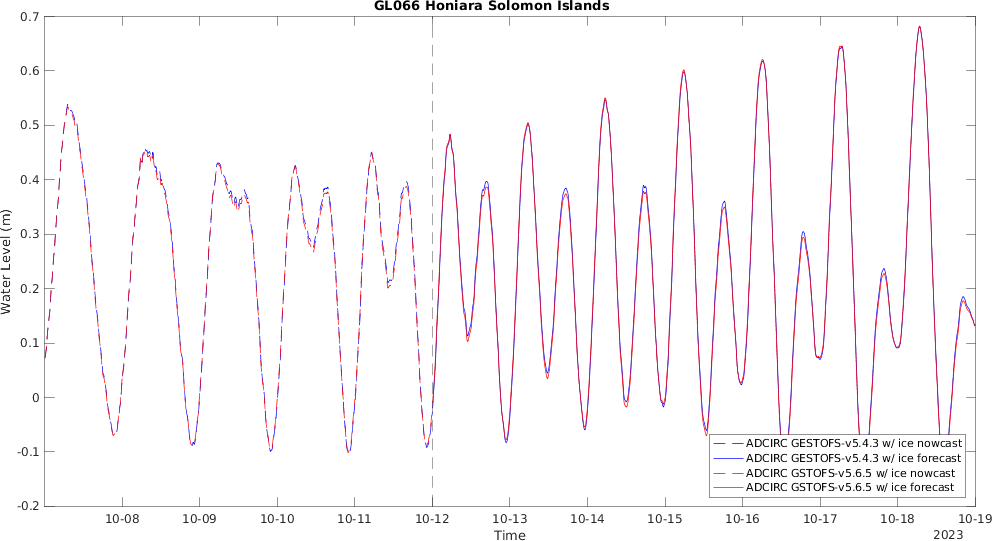 GL066 Honiara Solomon Islands
0.7
0.6
0.5
0.4
0.3
0.2
0.1
0
-0.1
-0.2
Water Level (m)
ADCIRC GESTOFS-v5.4.3 w/ ice nowcast
ADCIRC GESTOFS-v5.4.3 w/ ice forecast
ADCIRC GSTOFS-v5.6.5 w/ ice nowcast
ADCIRC GSTOFS-v5.6.5 w/ ice forecast
10-08 10-09 10-10 10-11 10-12 10-13 10-14 10-15 10-16 10-17 10-18 10-19
Time
2023